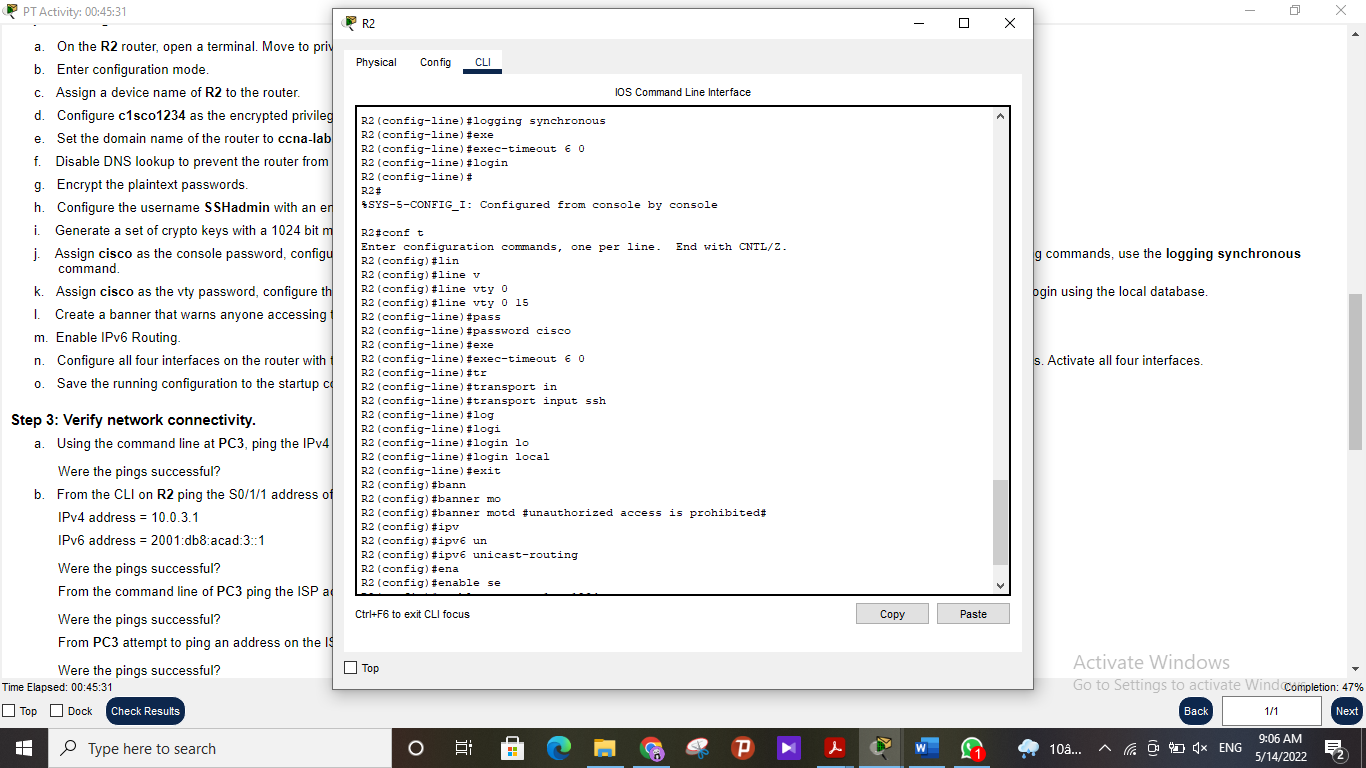 PT Activity: 00:45:31
R2
a. On the R2 router, open a terminal. Move to priv
b. Enter configuration mode.
c. Assign a device name of R2 to the router.
d. Configure c1sco1234 as the encrypted privileg
e. Set the domain name of the router to ccna-lab
f. Disable DNS lookup to prevent the router from
g. Encrypt the plaintext passwords.
h. Configure the username SSHadmin with an en
i. Generate a set of crypto keys with a 1024 bit m
j. Assign cisco as the console password, configu
g commands, use the logging synchronous
command.
k. Assign cisco as the vty password, configure th
ogin using the local database.
l. Create a banner that warns anyone accessing t
m. Enable IPv6 Routing.
n. Configure all four interfaces on the router with t
s. Activate all four interfaces.
o. Save the running configuration to the startup co
Step 3: Verify network connectivity.
a. Using the command line at PC3, ping the IPv4
Were the pings successful?
b. From the CLI on R2 ping the S0/1/1 address of
IPv4 address = 10.0.3.1
IPv6 address = 2001:db8:acad:3::1
Were the pings successful?
From the command line of PC3 ping the ISP a
Were the pings successful?
From PC3 attempt to ping an address on the IS
Were the pings successful?
Physical Config CLI
IOS Command Line Interface
R2(config-line)#logging synchronous
R2(config-line)#exe
R2(config-line)#exec-timeout 6 0
R2(config-line)#login
R2(config-line)#
R2#
%SYS-5-CONFIG_I: Configured from console by console
R2#conf t
Enter configuration commands, one per line. End with CNTL/Z.
R2(config)#lin
R2(config)#line v
R2(config)#line vty 0
R2(config)#line vty 0 15
R2(config-line)#pass
R2(config-line)#password cisco
R2(config-line)#exe
R2(config-line)#exec-timeout 6 0
R2(config-line)#tr
R2(config-line)#transport in
R2(config-line)#transport input ssh
R2(config-line)#log
R2(config-line)#logi
R2(config-line)#login lo
R2(config-line)#login local
R2(config-line)#exit
R2(config)#bann
R2(config)#banner mo
R2(config)#banner motd #unauthorized access is prohibited#
R2(config)#ipv
R2(config)#ipv6 un
R2(config)#ipv6 unicast-routing
R2(config)#ena
R2(config)#enable se
Ctrl+F6 to exit CLI focus
Copy Paste
Top
Activate Windows
Go to Settings to activate Windows.
Time Elapsed: 00:45:31
Completion: 47%
Top Dock Check Results
Back 1/1 Next
Type here to search
1
10â... ENG
9:06 AM
5/14/2022
2